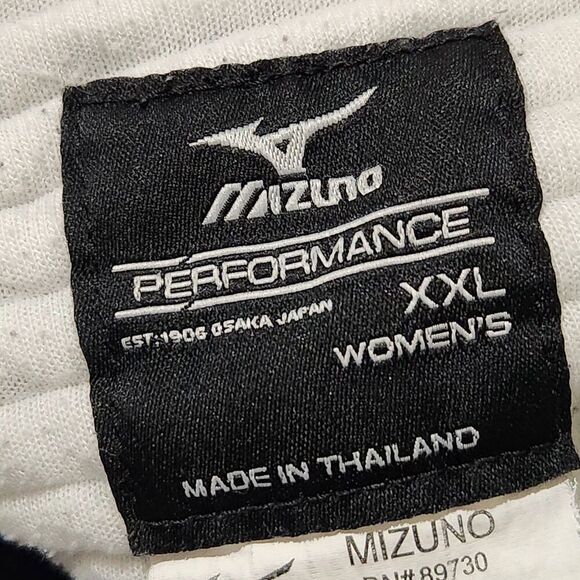 MIZUNO
PERFORMANCE
EST.1906 OSAKA JAPAN
XXL
WOMEN'S
MADE IN THAILAND
MIZUNO
RN# 89730